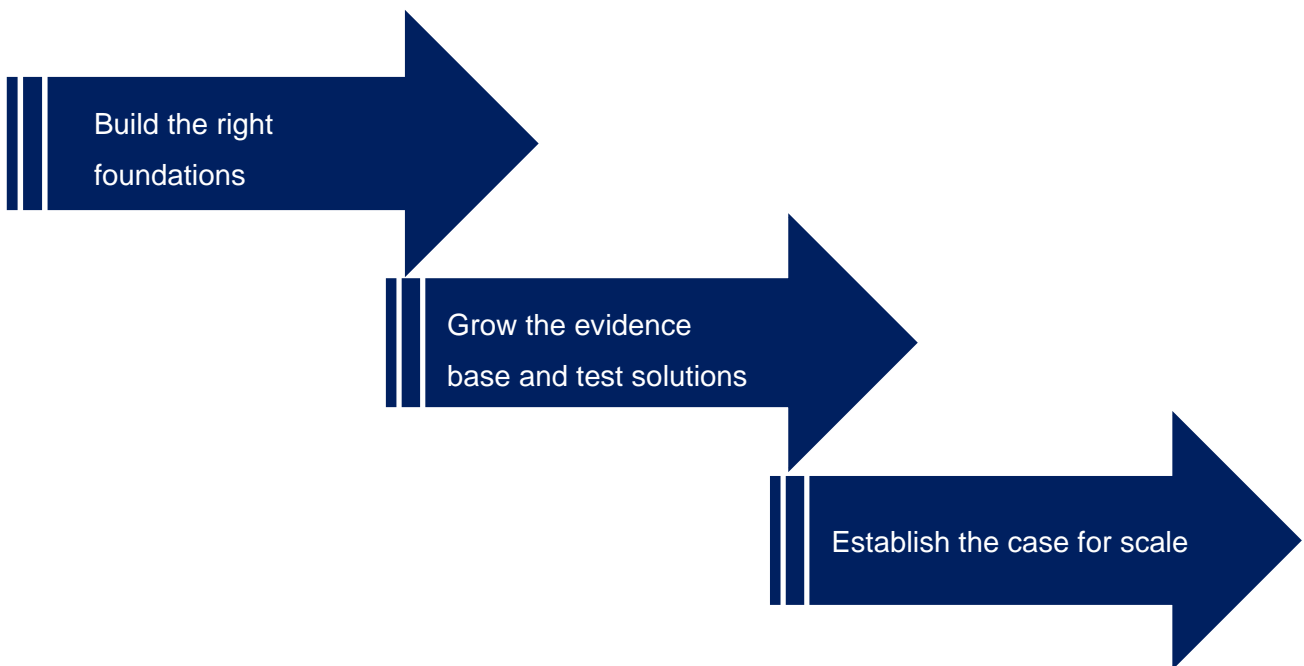 Build the right
foundations
Grow the evidence
base and test solutions
Establish the case for scale